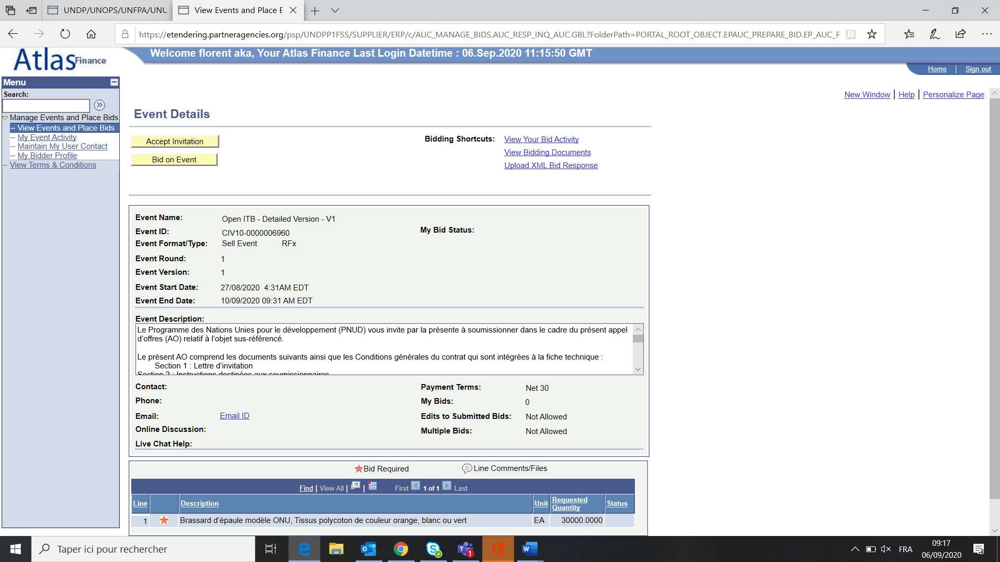 UNDP/UNOPS/UNFPA/UNU
View Events and Place E
https://etendering.partneragencies.org/psp/UNDPP1FSS/SUPPLIER/ERP/c/AUC_MANAGE_BIDS.AUC_RESP_INQ_AUC.GBL?FolderPath=PORTAL_ROOT_OBJECT.EPAUC_PREPARE_BID.EP_AUC_R
Atlas Finance
Welcome florent aka, Your Atlas Finance Last Login Datetime : 06.Sep.2020 11:15:50 GMT
Home
Sign out
Menu
Search:
Manage Events and Place Bids
– View Events and Place Bids
– My Event Activity
– Maintain My User Contact
– My Bidder Profile
– View Terms & Conditions
New Window | Help | Personalize Page
Event Details
Accept Invitation
Bid on Event
Bidding Shortcuts:
View Your Bid Activity
View Bidding Documents
Upload XML Bid Response
Event Name: Open ITB - Detailed Version - V1
Event ID: CIV10-0000006960
My Bid Status:
Event Format/Type: Sell Event RFx
Event Round: 1
Event Version: 1
Event Start Date: 27/08/2020 4:31AM EDT
Event End Date: 10/09/2020 09:31 AM EDT
Event Description:
Le Programme des Nations Unies pour le développement (PNUD) vous invite par la présente à soumissionner dans le cadre du présent appel
d’offres (AO) relatif à l’objet sus-référencé.
Le présent AO comprend les documents suivants ainsi que les Conditions générales du contrat qui sont intégrées à la fiche technique :
Section 1 : Lettre d’invitation
Section 2 : Instructions destinées aux soumissionnaires
Contact:
Payment Terms: Net 30
Phone:
My Bids: 0
Email: Email ID
Edits to Submitted Bids: Not Allowed
Online Discussion:
Multiple Bids: Not Allowed
Live Chat Help:
Bid Required
Line Comments/Files
Find | View All | | First 1 of 1 Last
Line Description Unit Requested Quantity Status
1 Brassard d’épaule modèle ONU, Tissus polycoton de couleur orange, blanc ou vert EA 30000.0000
Taper ici pour rechercher
1
FRA
09:17
06/09/2020